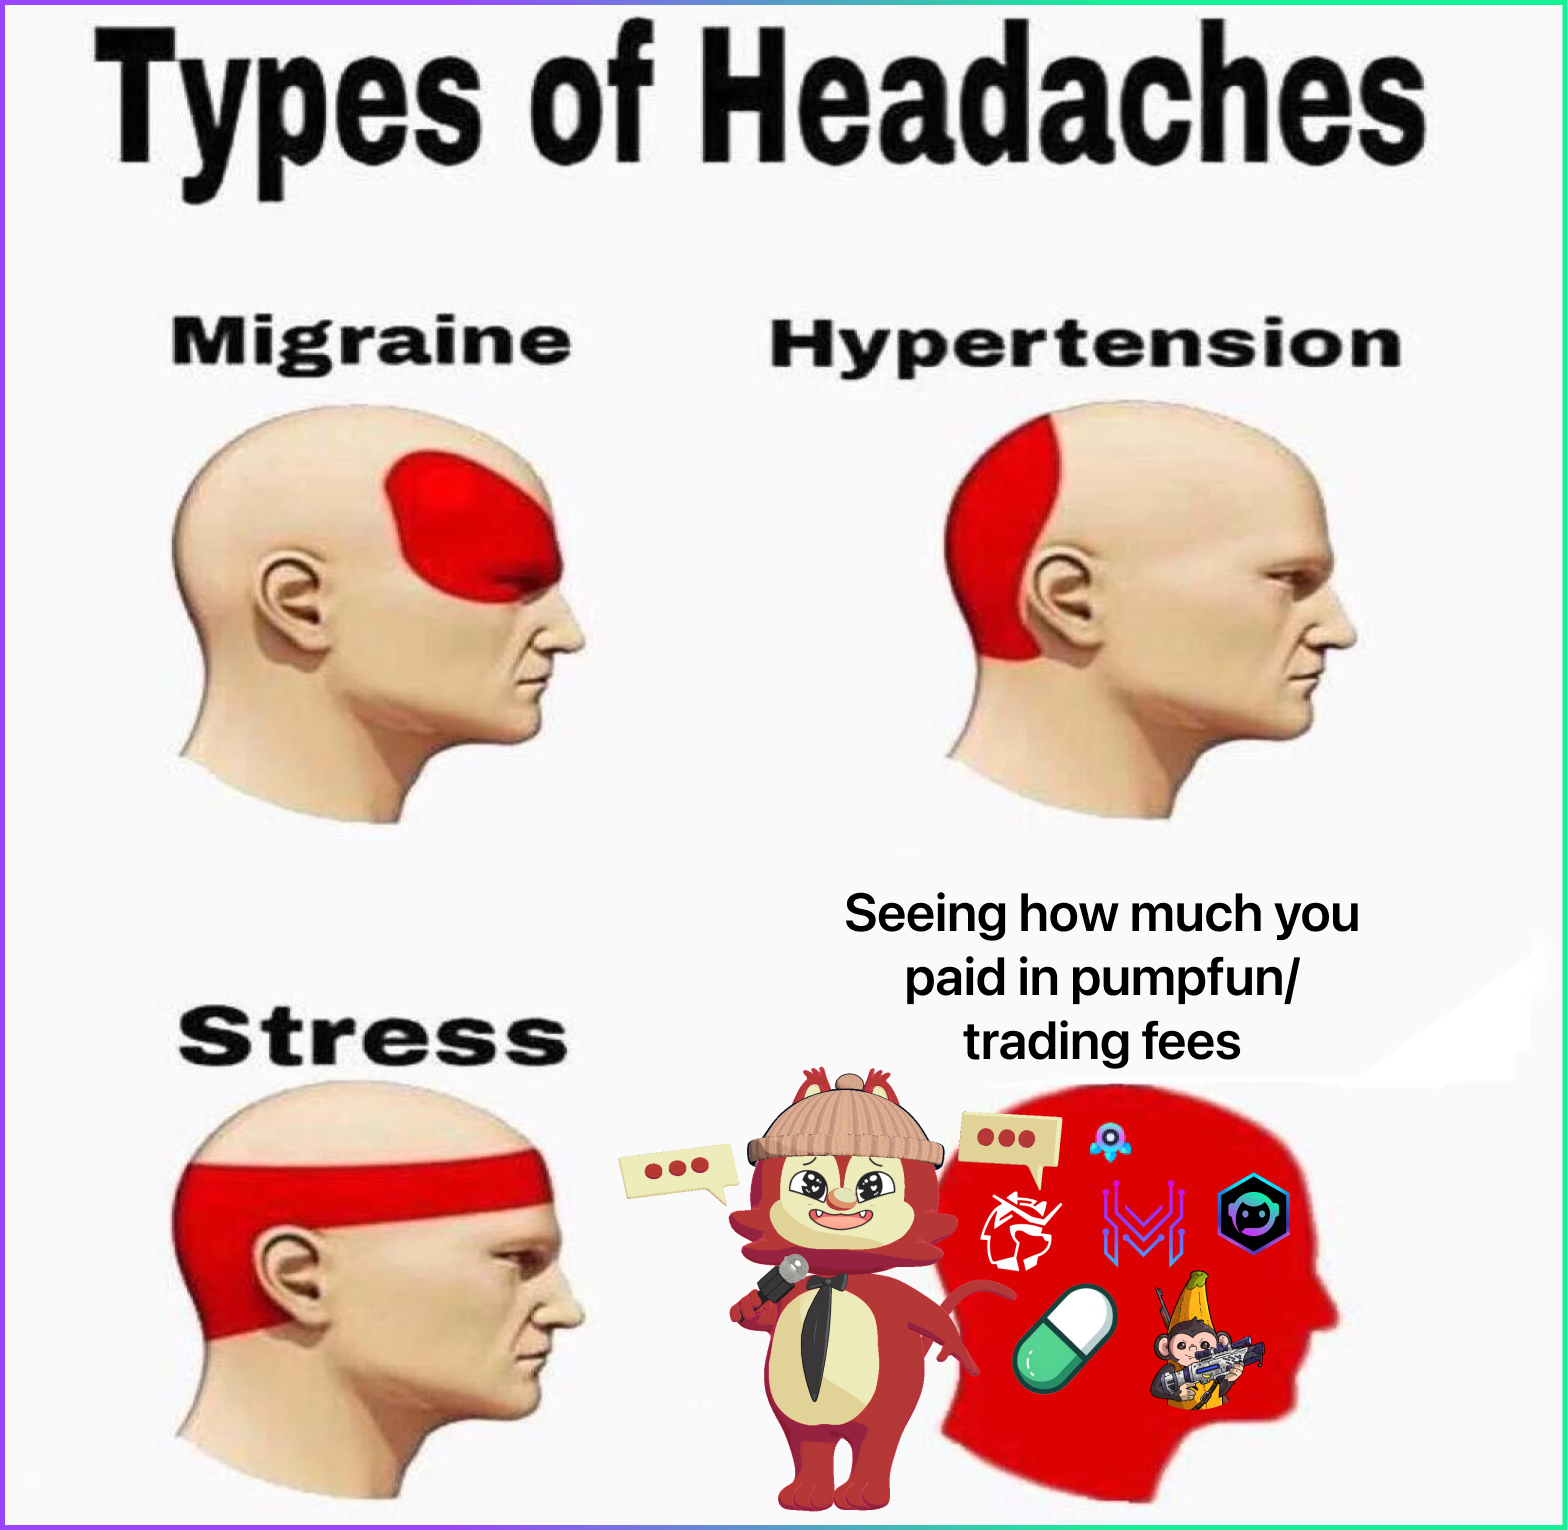 Types of Headaches
Migraine
Hypertension
Stress
Seeing how much you
paid in pumpfun/
trading fees